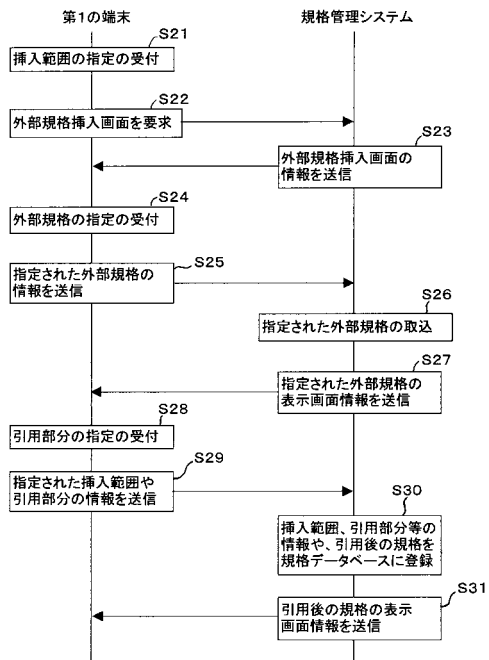 第1の端末
規格管理システム
S21
挿入範囲の指定の受付
S22
外部規格挿入画面を要求
S23
外部規格挿入画面の
情報を送信
S24
外部規格の指定の受付
S25
指定された外部規格の
情報を送信
S26
指定された外部規格の取込
S27
指定された外部規格の
表示画面情報を送信
S28
引用部分の指定の受付
S29
指定された挿入範囲や
引用部分の情報を送信
S30
挿入範囲、引用部分等の
情報や、引用後の規格を
規格データベースに登録
S31
引用後の規格の表示
画面情報を送信